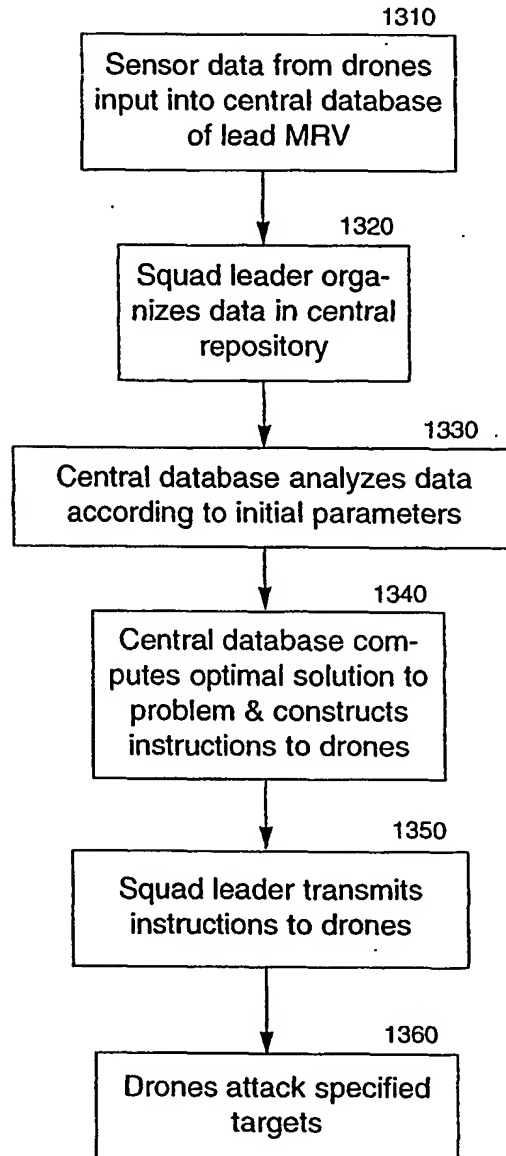 1310
Sensor data from drones
input into central database
of lead MRV
1320
Squad leader orga-
nizes data in central
repository
1330
Central database analyzes data
according to initial parameters
1340
Central database com-
putes optimal solution to
problem & constructs
instructions to drones
1350
Squad leader transmits
instructions to drones
1360
Drones attack specified
targets